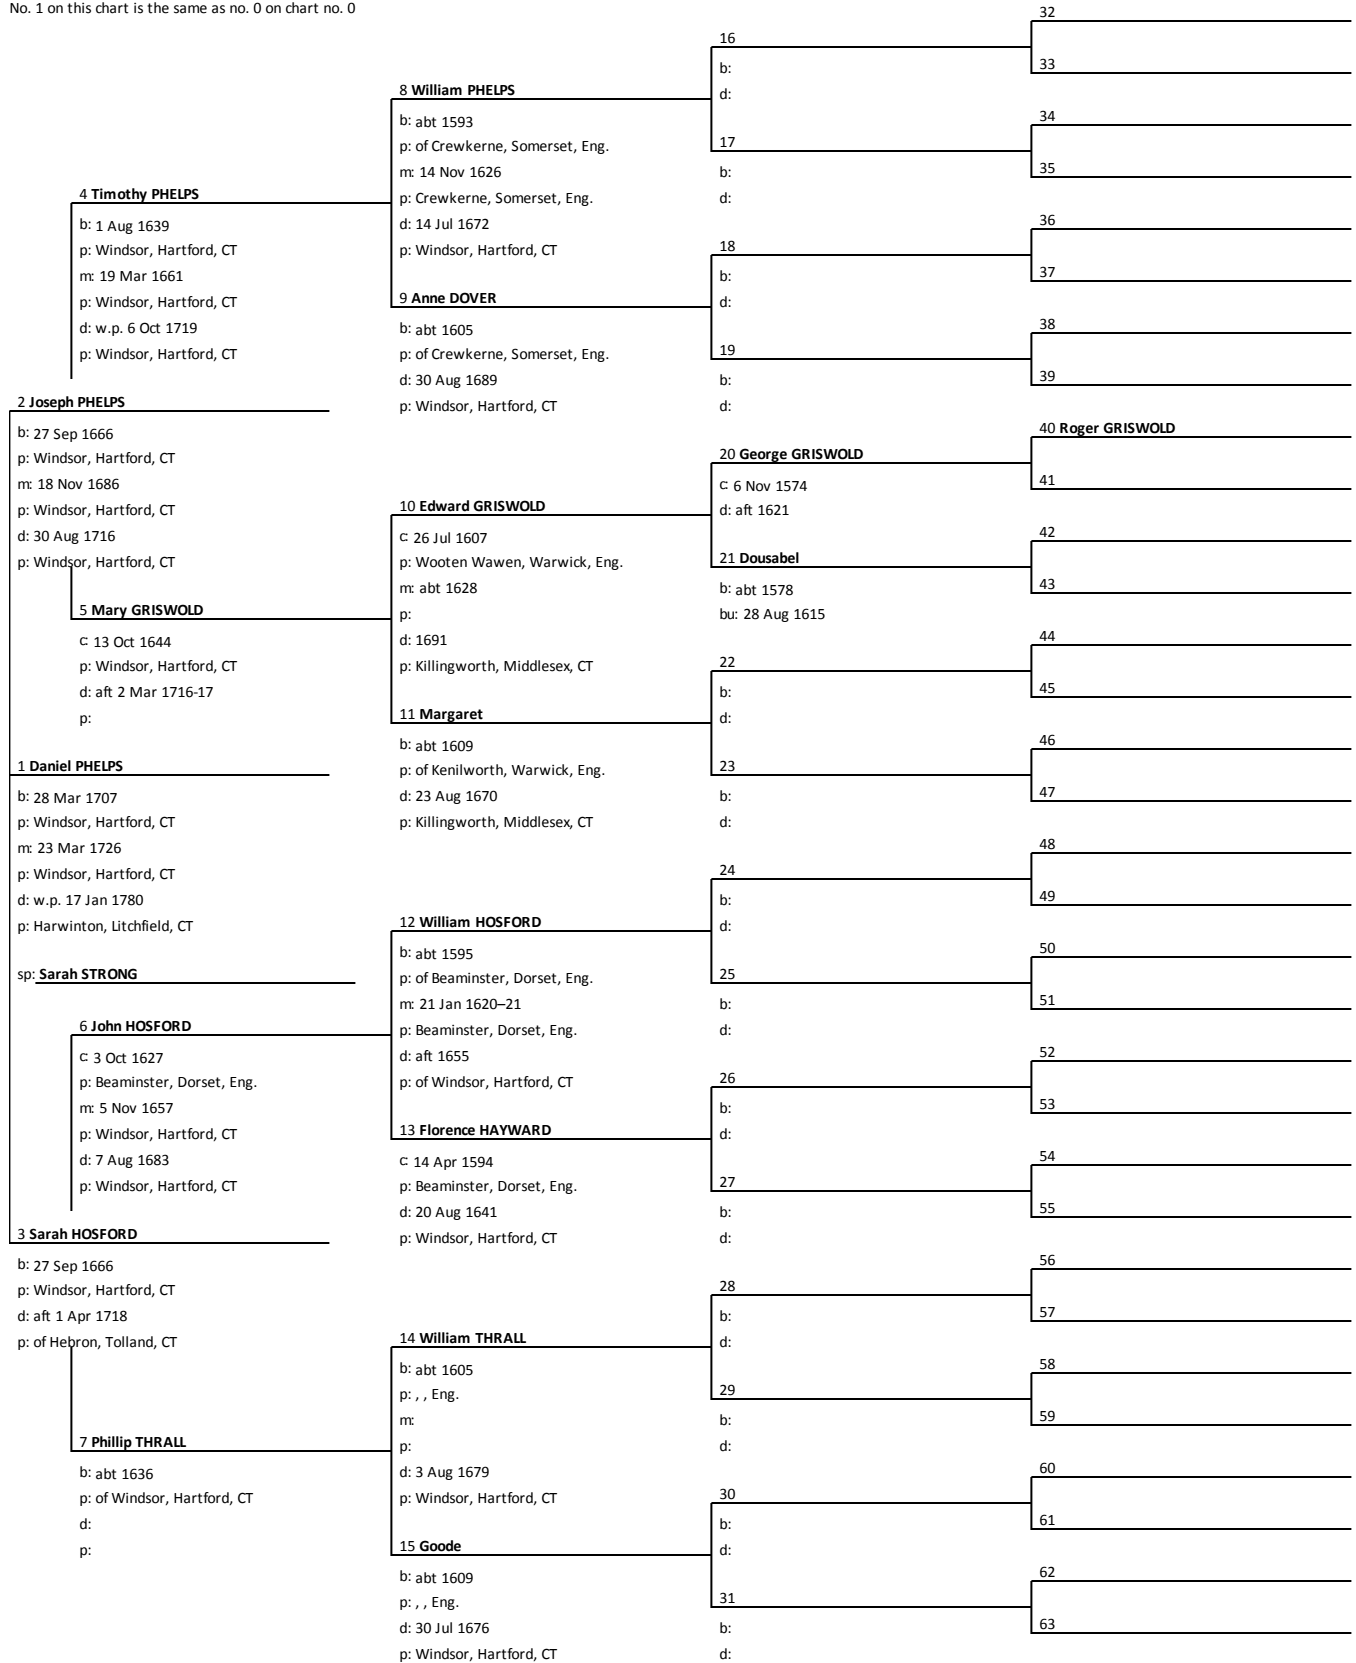 No. 1 on this chart is the same as no. 0 on chart no. 0
2 Joseph PHELPS
b: 27 Sep 1666
p: Windsor, Hartford, CT
m: 18 Nov 1686
p: Windsor, Hartford, CT
d: 30 Aug 1716
p: Windsor, Hartford, CT
1 Daniel PHELPS
b: 28 Mar 1707
p: Windsor, Hartford, CT
m: 23 Mar 1726
p: Windsor, Hartford, CT
d: w.p. 17 Jan 1780
p: Harwinton, Litchfield, CT
sp: Sarah STRONG
3 Sarah HOSFORD
b: 27 Sep 1666
p: Windsor, Hartford, CT
d: aft 1 Apr 1718
p: of Hebron, Tolland, CT
4 Timothy PHELPS
b: 1 Aug 1639
p: Windsor, Hartford, CT
m: 19 Mar 1661
p: Windsor, Hartford, CT
d: w.p. 6 Oct 1719
p: Windsor, Hartford, CT
5 Mary GRISWOLD
c: 13 Oct 1644
p: Windsor, Hartford, CT
d: aft 2 Mar 1716-17
p:
6 John HOSFORD
c: 3 Oct 1627
p: Beaminster, Dorset, Eng.
m: 5 Nov 1657
p: Windsor, Hartford, CT
d: 7 Aug 1683
p: Windsor, Hartford, CT
7 Phillip THRALL
b: abt 1636
p: of Windsor, Hartford, CT
d:
p:
8 William PHELPS
b: abt 1593
p: of Crewkerne, Somerset, Eng.
m: 14 Nov 1626
p: Crewkerne, Somerset, Eng.
d: 14 Jul 1672
p: Windsor, Hartford, CT
9 Anne DOVER
b: abt 1605
p: of Crewkerne, Somerset, Eng.
d: 30 Aug 1689
p: Windsor, Hartford, CT
10 Edward GRISWOLD
c: 26 Jul 1607
p: Wooten Wawen, Warwick, Eng.
m: abt 1628
p:
d: 1691
p: Killingworth, Middlesex, CT
11 Margaret
b: abt 1609
p: of Kenilworth, Warwick, Eng.
d: 23 Aug 1670
p: Killingworth, Middlesex, CT
12 William HOSFORD
b: abt 1595
p: of Beaminster, Dorset, Eng.
m: 21 Jan 1620–21
p: Beaminster, Dorset, Eng.
d: aft 1655
p: of Windsor, Hartford, CT
13 Florence HAYWARD
c: 14 Apr 1594
p: Beaminster, Dorset, Eng.
d: 20 Aug 1641
p: Windsor, Hartford, CT
14 William THRALL
b: abt 1605
p: , , Eng.
m:
p:
d: 3 Aug 1679
p: Windsor, Hartford, CT
15 Goode
b: abt 1609
p: , , Eng.
d: 30 Jul 1676
p: Windsor, Hartford, CT
16
b:
d:
17
b:
d:
18
b:
d:
19
b:
d:
20 George GRISWOLD
c: 6 Nov 1574
d: aft 1621
21 Dousabel
b: abt 1578
bu: 28 Aug 1615
22
b:
d:
23
b:
d:
24
b:
d:
25
b:
d:
26
b:
d:
27
b:
d:
28
b:
d:
29
b:
d:
30
b:
d:
31
b:
d:
32
33
34
35
36
37
38
39
40 Roger GRISWOLD
41
42
43
44
45
46
47
48
49
50
51
52
53
54
55
56
57
58
59
60
61
62
63